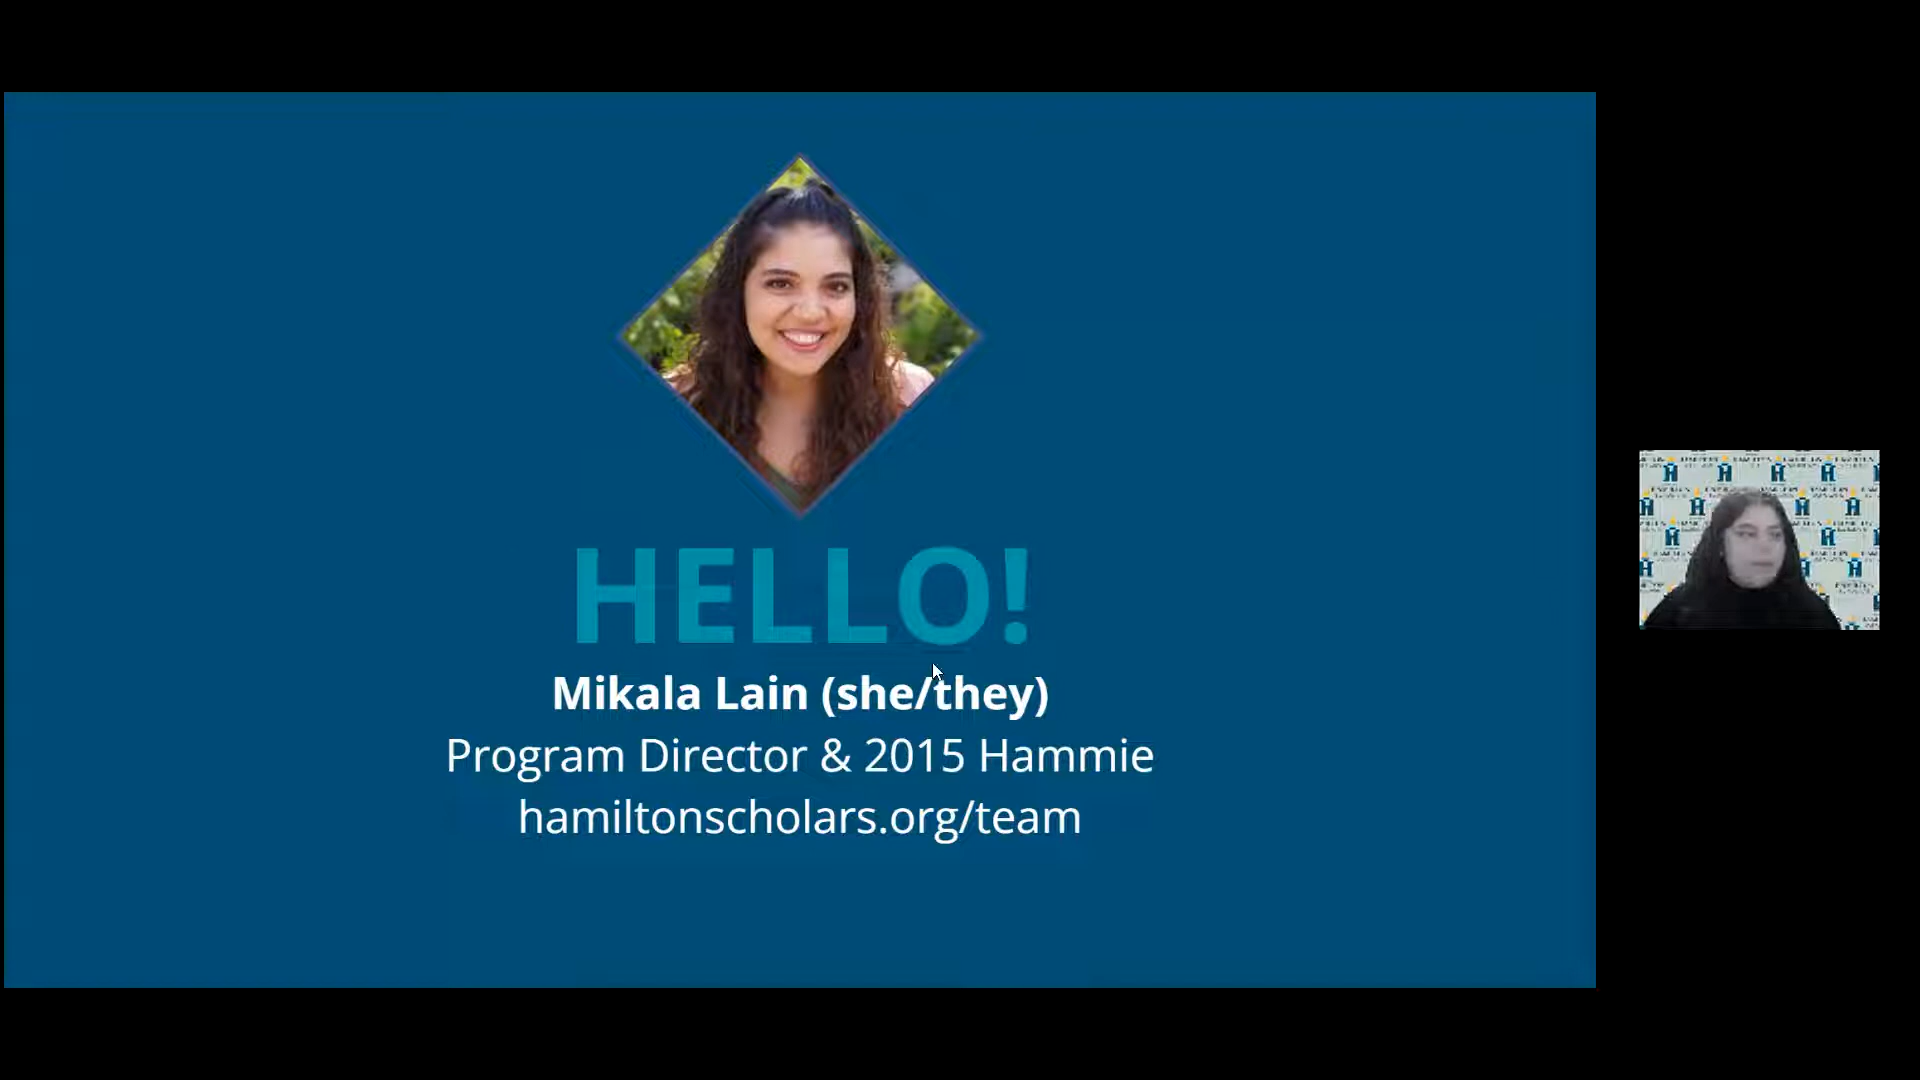 HELLO!
Mikala Lain (she/they)
Program Director & 2015 Hammie
hamiltonscholars.org/team